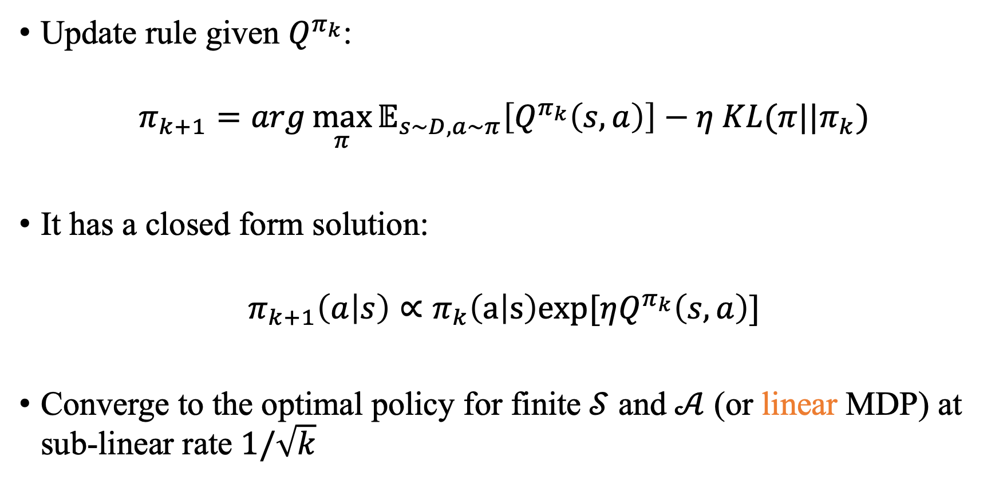 • Update rule given $Q^{\pi_k}$:
$\pi_{k+1} = arg \max_{\pi} \mathbb{E}_{s \sim D, a \sim \pi}[Q^{\pi_k}(s, a)] - \eta \, KL(\pi || \pi_k)$
• It has a closed form solution:
$\pi_{k+1}(a|s) \propto \pi_k(\mathrm{a}|\mathrm{s})\exp[\eta Q^{\pi_k}(s, a)]$
• Converge to the optimal policy for finite $\mathcal{S}$ and $\mathcal{A}$ (or linear MDP) at
sub-linear rate $1/\sqrt{k}$